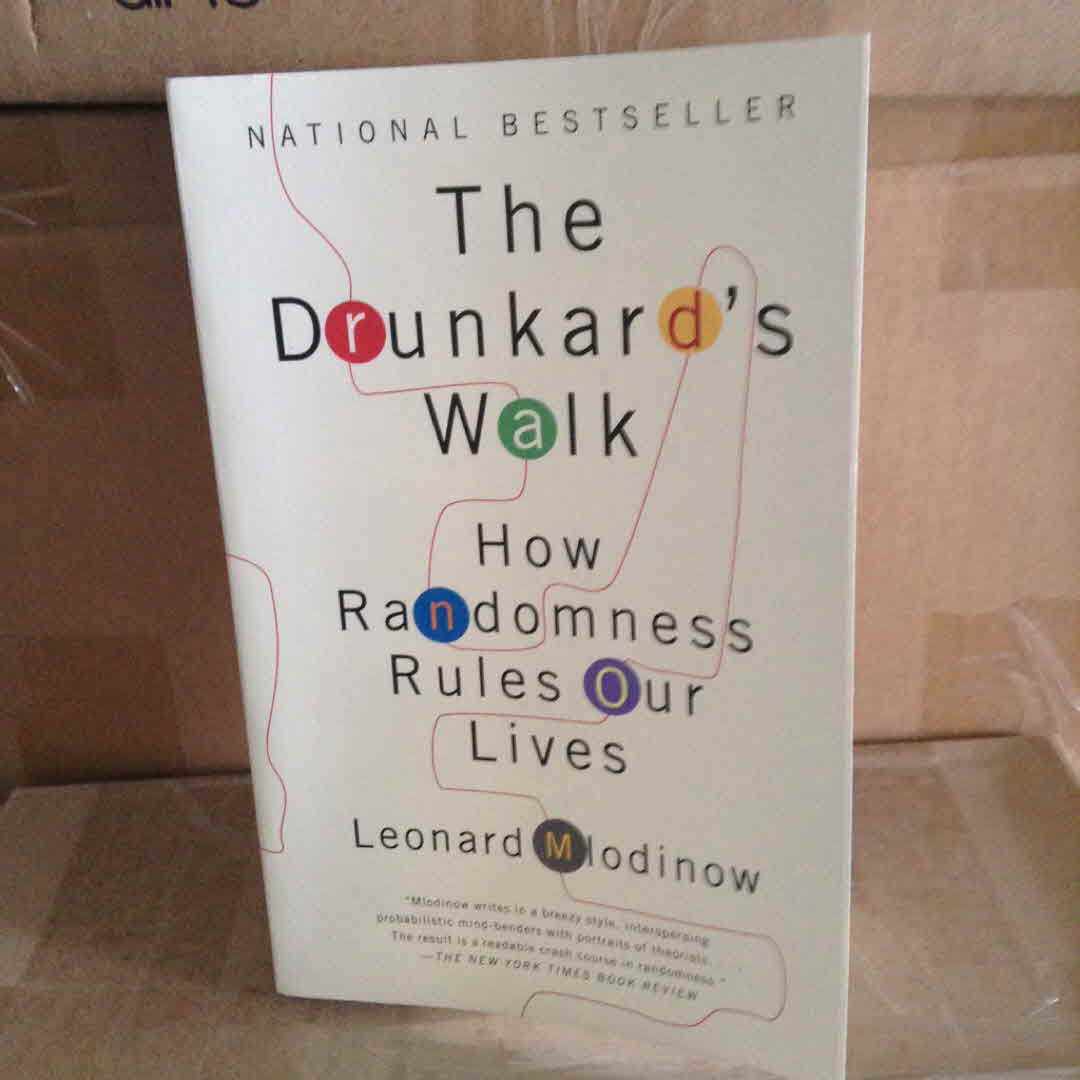 NATIONAL BESTSELLER
The
Drunkard's
Walk
How
Randomness
Rules Our
Lives
Leonard Mlodinow
"Mlodinow writes in a breezy style, interspersing
probabilistic mind-benders with portraits of theorists....
The result is a readable crash course in randomness."
—THE NEW YORK TIMES BOOK REVIEW